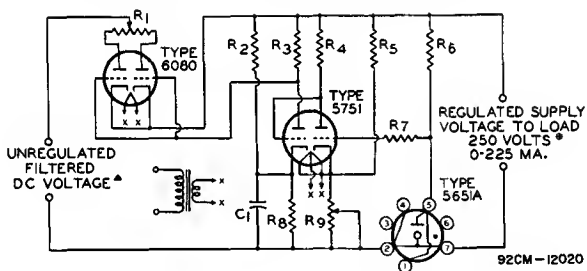 R1
R2
R3
R4
R5
R6
TYPE
6080
TYPE
5751
R7
X X
X X
UNREGULATED
FILTERED
DC VOLTAGE▲
X
X
REGULATED SUPPLY
VOLTAGE TO LOAD
250 VOLTS*
0-225 MA.
TYPE
5651A
C1
R8
R9
4
5
3
6
2
7
1
92CM-12020